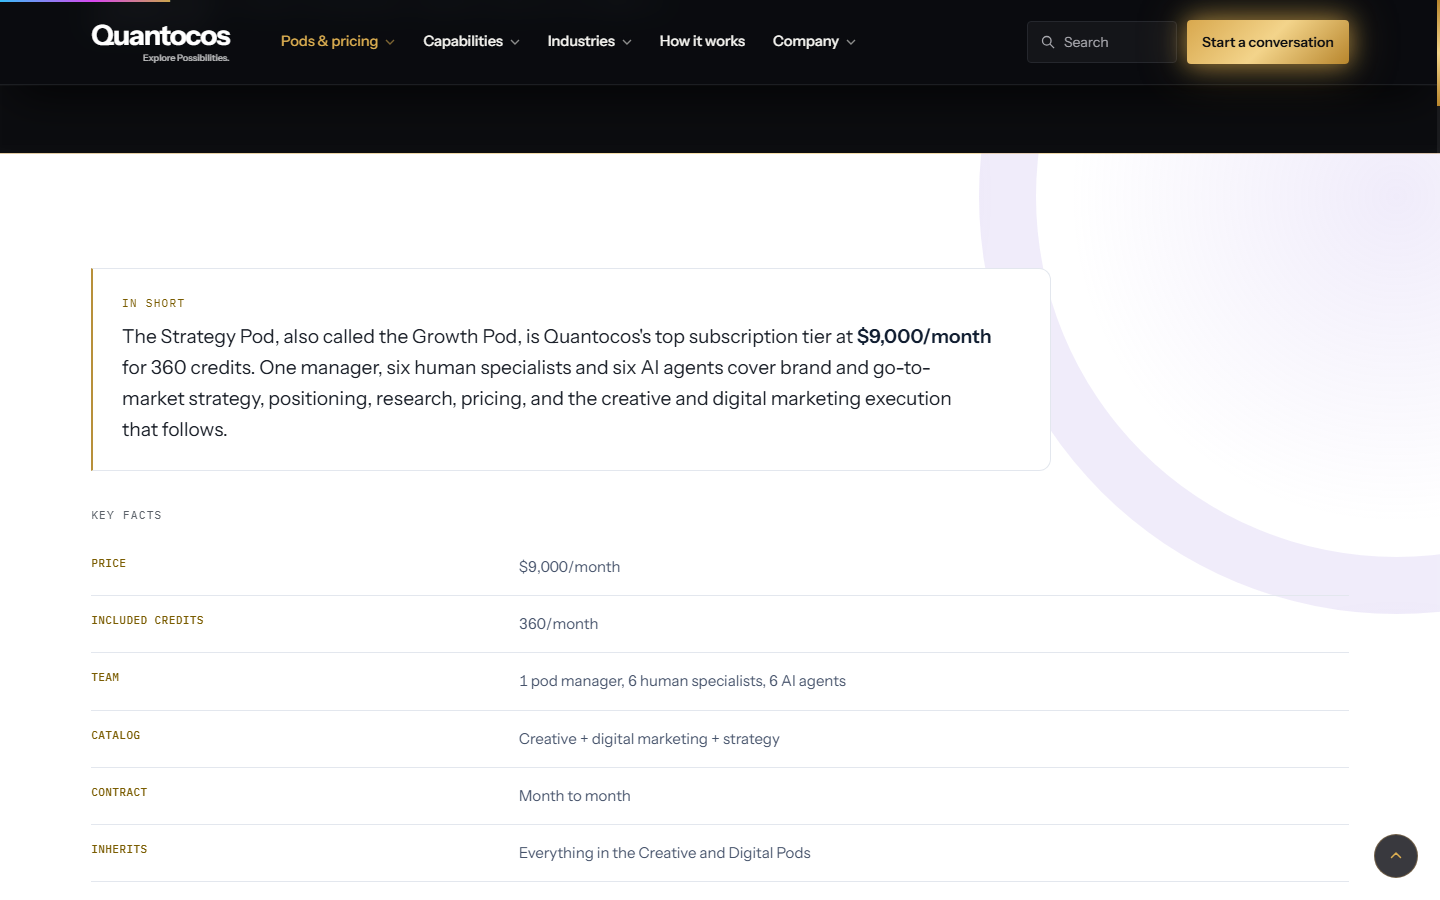 Quantocos
Explore Possibilities.
Pods & pricing
Capabilities
Industries
How it works
Company
Search
Start a conversation
IN SHORT
The Strategy Pod, also called the Growth Pod, is Quantocos's top subscription tier at $9,000/month
for 360 credits. One manager, six human specialists and six AI agents cover brand and go-to-
market strategy, positioning, research, pricing, and the creative and digital marketing execution
that follows.
KEY FACTS
PRICE
$9,000/month
INCLUDED CREDITS
360/month
TEAM
1 pod manager, 6 human specialists, 6 AI agents
CATALOG
Creative + digital marketing + strategy
CONTRACT
Month to month
INHERITS
Everything in the Creative and Digital Pods